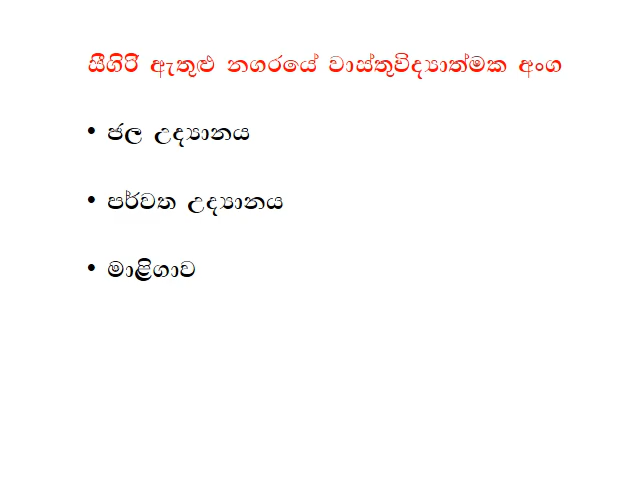 සීගිරි ඇතුළු නගරයේ වාස්තුවිද්‍යාත්මක අංග
• ජල උද්‍යානය
• පර්වත උද්‍යානය
• මාළිගාව